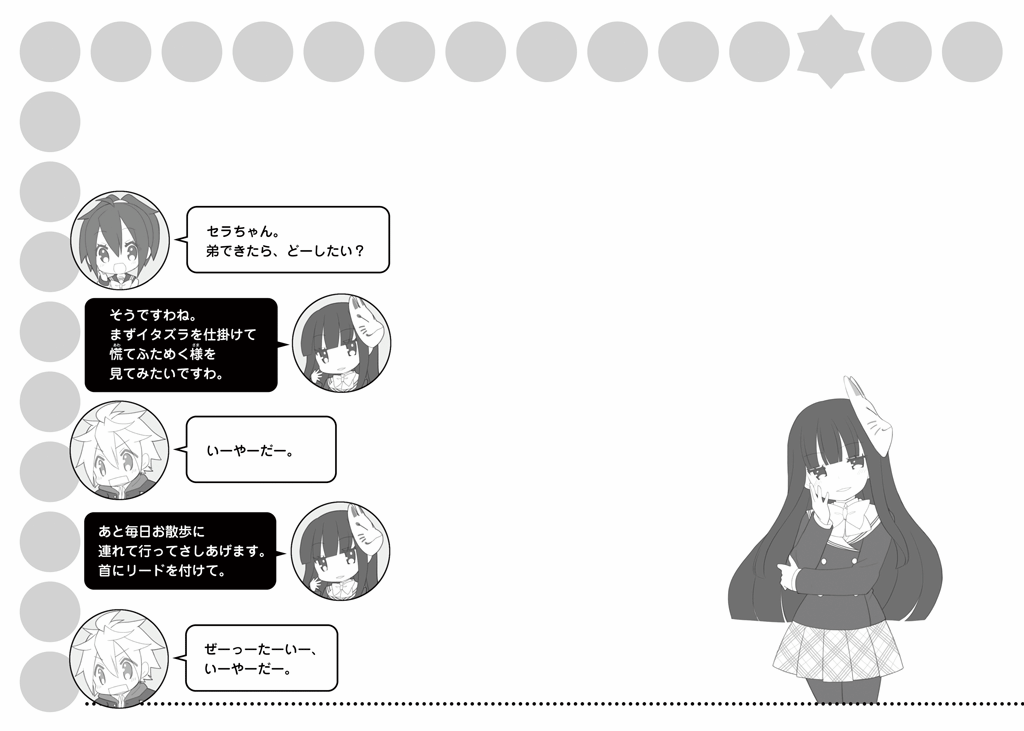 セラちゃん。
弟できたら、どーしたい？
そうですわね。
まずイタズラを仕掛けて
慌てふためく様を
見てみたいですわ。
いーやーだー。
あと毎日お散歩に
連れて行ってさしあげます。
首にリードを付けて。
ぜーっーたーいー、
いーやーだー。